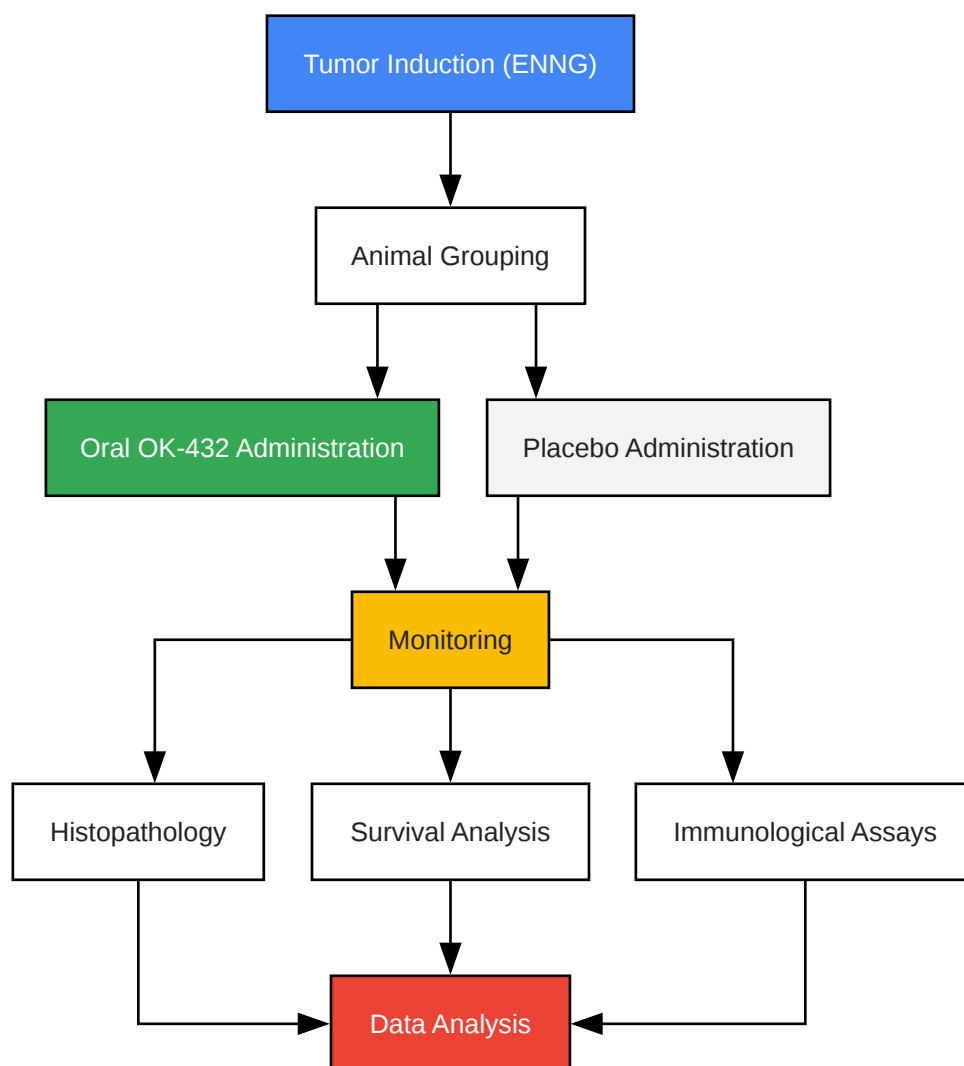 Tumor Induction (ENNG)
Animal Grouping
Oral OK-432 Administration
Placebo Administration
Monitoring
Histopathology
Survival Analysis
Immunological Assays
Data Analysis